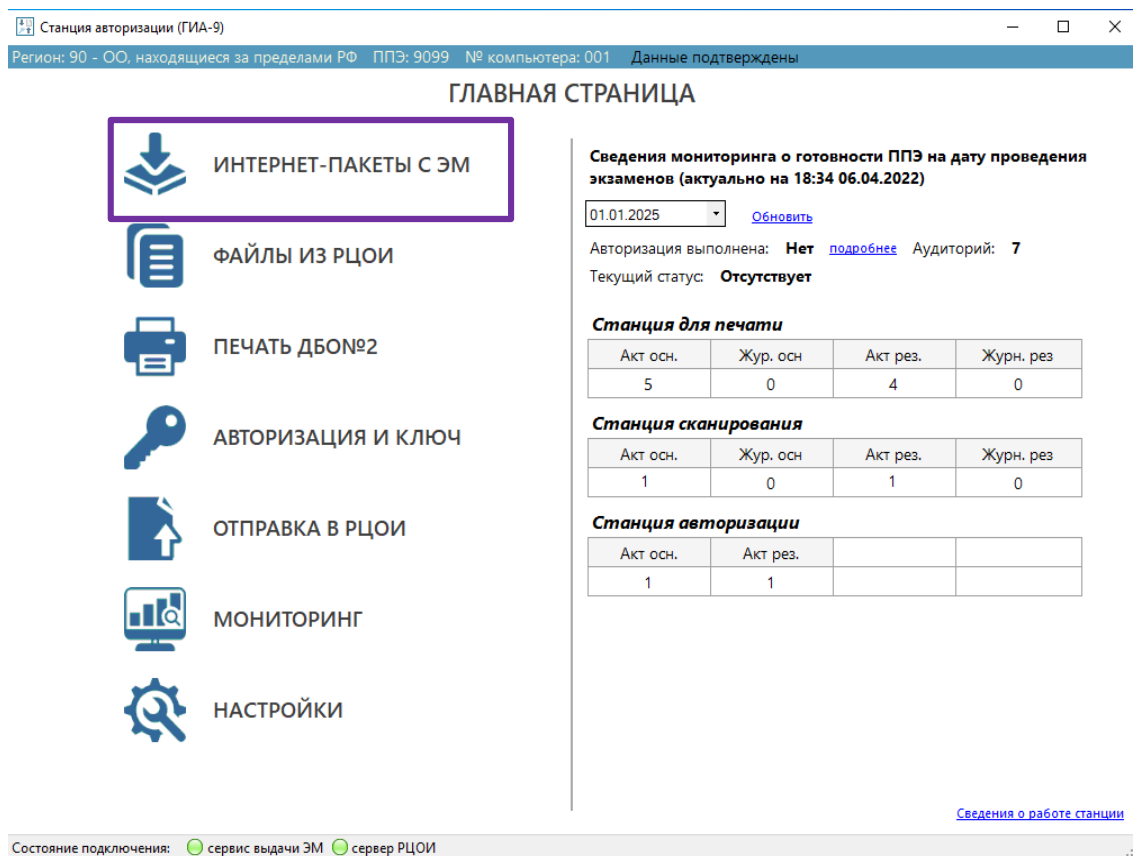 Станция авторизации (ГИА-9)
Регион: 90 - ОО, находящиеся за пределами РФ ППЭ: 9099 № компьютера: 001 Данные подтверждены
ГЛАВНАЯ СТРАНИЦА
ИНТЕРНЕТ-ПАКЕТЫ С ЭМ
ФАЙЛЫ ИЗ РЦОИ
ПЕЧАТЬ ДБО№2
АВТОРИЗАЦИЯ И КЛЮЧ
ОТПРАВКА В РЦОИ
МОНИТОРИНГ
НАСТРОЙКИ
Сведения мониторинга о готовности ППЭ на дату проведения
экзаменов (актуально на 18:34 06.04.2022)
01.01.2025 Обновить
Авторизация выполнена: Нет подробнее Аудиторий: 7
Текущий статус: Отсутствует
Станция для печати
Акт осн. Жур. осн Акт рез. Журн. рез
5 0 4 0
Станция сканирования
Акт осн. Жур. осн Акт рез. Журн. рез
1 0 1 0
Станция авторизации
Акт осн. Акт рез.
1 1
Сведения о работе станции
Состояние подключения: сервис выдачи ЭМ сервер РЦОИ